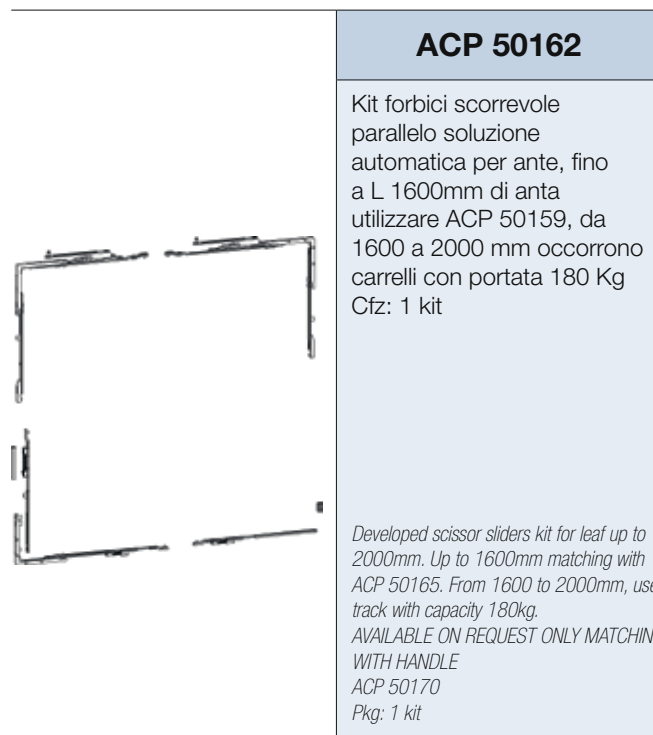 ACP 50162
Kit forbici scorrevole
parallelo soluzione
automatica per ante, fino
a L 1600mm di anta
utilizzare ACP 50159, da
1600 a 2000 mm occorrono
carrelli con portata 180 Kg
Cfz: 1 kit
Developed scissor sliders kit for leaf up to
2000mm. Up to 1600mm matching with
ACP 50165. From 1600 to 2000mm, use
track with capacity 180kg.
AVAILABLE ON REQUEST ONLY MATCHIN
WITH HANDLE
ACP 50170
Pkg: 1 kit